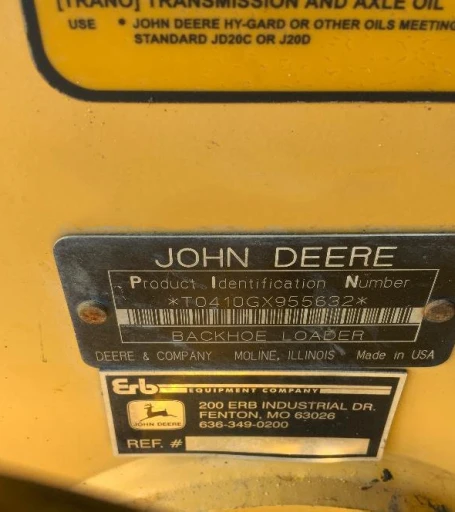 [TRANO] TRANSMISSION AND AXLE OIL
USE • JOHN DEERE HY-GARD OR OTHER OILS MEETING
STANDARD JD20C OR J20D
JOHN DEERE
Product Identification Number
*T0410GX955632*
BACKHOE LOADER
DEERE & COMPANY MOLINE, ILLINOIS Made in USA
Erb EQUIPMENT COMPANY
200 ERB INDUSTRIAL DR.
FENTON, MO 63026
636-349-0200
JOHN DEERE
REF. #